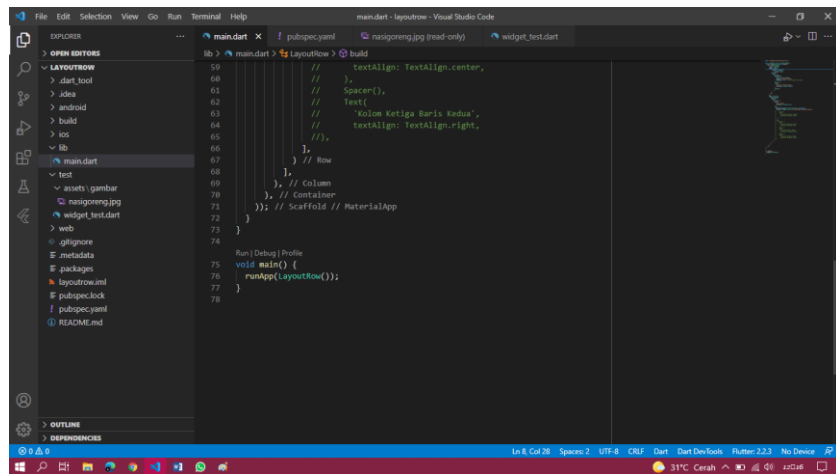 File Edit Selection View Go Run Terminal Help
main.dart - layoutrow - Visual Studio Code
EXPLORER
OPEN EDITORS
LAYOUTROW
.dart_tool
.idea
android
build
ios
lib
main.dart
test
assets \ gambar
nasigoreng.jpg
widget_test.dart
web
.gitignore
.metadata
.packages
layoutrow.iml
pubspec.lock
pubspec.yaml
README.md
OUTLINE
DEPENDENCIES
main.dart pubspec.yaml nasigoreng.jpg (read-only) widget_test.dart
lib > main.dart > LayoutRow > build
59 // textAlign: TextAlign.center,
60 // ),
61 // Spacer(),
62 // Text(
63 // 'Kolom Ketiga Baris Kedua',
64 // textAlign: TextAlign.right,
65 //),
66 ],
67 ) // Row
68 ],
69 ), // Column
70 ), // Container
71 )); // Scaffold // MaterialApp
72 }
73 }
74
Run | Debug | Profile
75 void main() {
76 runApp(LayoutRow());
77 }
78
0 0 Ln 8, Col 28 Spaces: 2 UTF-8 CRLF Dart Dart DevTools Flutter: 2.2.3 No Device
31°C Cerah